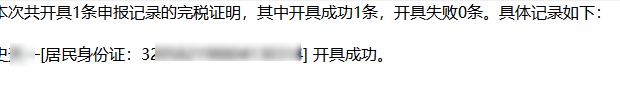 本次共开具1条申报记录的完税证明，其中开具成功1条，开具失败0条。具体记录如下：
史 -[居民身份证：32 4] 开具成功。